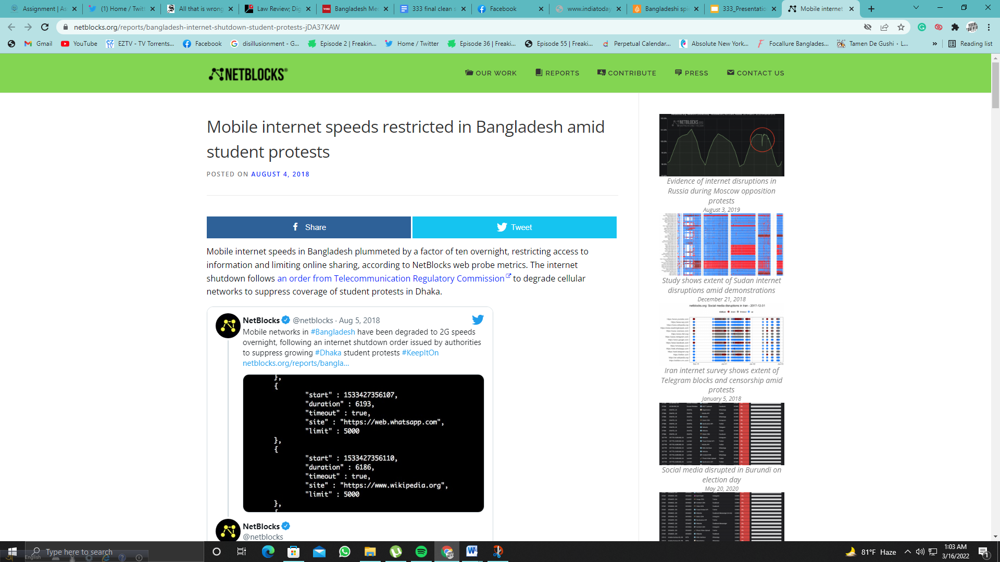 Assignment | As
(1) Home / Twitt
All that is wrong
Law Review; Dig
Bangladesh Med
333 final clean s
Facebook
www.indiatoday
Bangladeshi spi
333_Presentatio
Mobile internet
netblocks.org/reports/bangladesh-internet-shutdown-student-protests-jDA37KAW
Gmail
YouTube
EZTV - TV Torrents...
Facebook
disillusionment - G...
Episode 2 | Freakin...
Home / Twitter
Episode 36 | Freaki...
Episode 55 | Freaki...
Perpetual Calendar...
Absolute New York...
Focallure Banglades...
Tamen De Gushi • L...
»
Reading list
NETBLOCKS®
OUR WORK
REPORTS
CONTRIBUTE
PRESS
CONTACT US
Mobile internet speeds restricted in Bangladesh amid
student protests
POSTED ON AUGUST 4, 2018
Share
Tweet
Mobile internet speeds in Bangladesh plummeted by a factor of ten overnight, restricting access to
information and limiting online sharing, according to NetBlocks web probe metrics. The internet
shutdown follows an order from Telecommunication Regulatory Commission to degrade cellular
networks to suppress coverage of student protests in Dhaka.
NetBlocks @netblocks · Aug 5, 2018
Mobile networks in #Bangladesh have been degraded to 2G speeds
overnight, following an internet shutdown order issued by authorities
to suppress growing #Dhaka student protests #KeepItOn
netblocks.org/reports/bangla...
},
{
"start" : 1533427356107,
"duration" : 6193,
"timeout" : true,
"site" : "https://web.whatsapp.com",
"limit" : 5000
},
{
"start" : 1533427356110,
"duration" : 6186,
"timeout" : true,
"site" : "https://www.wikipedia.org",
"limit" : 5000
},
NetBlocks
@netblocks
NETBLOCKS.ORG
Evidence of internet disruptions in
Russia during Moscow opposition
protests
August 3, 2019
Study shows extent of Sudan internet
disruptions amid demonstrations
December 21, 2018
netblocks.org: Social media disruptions in Iran - 2017-12-31
status down timeout up
Iran internet survey shows extent of
Telegram blocks and censorship amid
protests
January 5, 2018
Social media disrupted in Burundi on
election day
May 20, 2020
Type here to search
English
81°F Haze
1:03 AM
3/16/2022
1